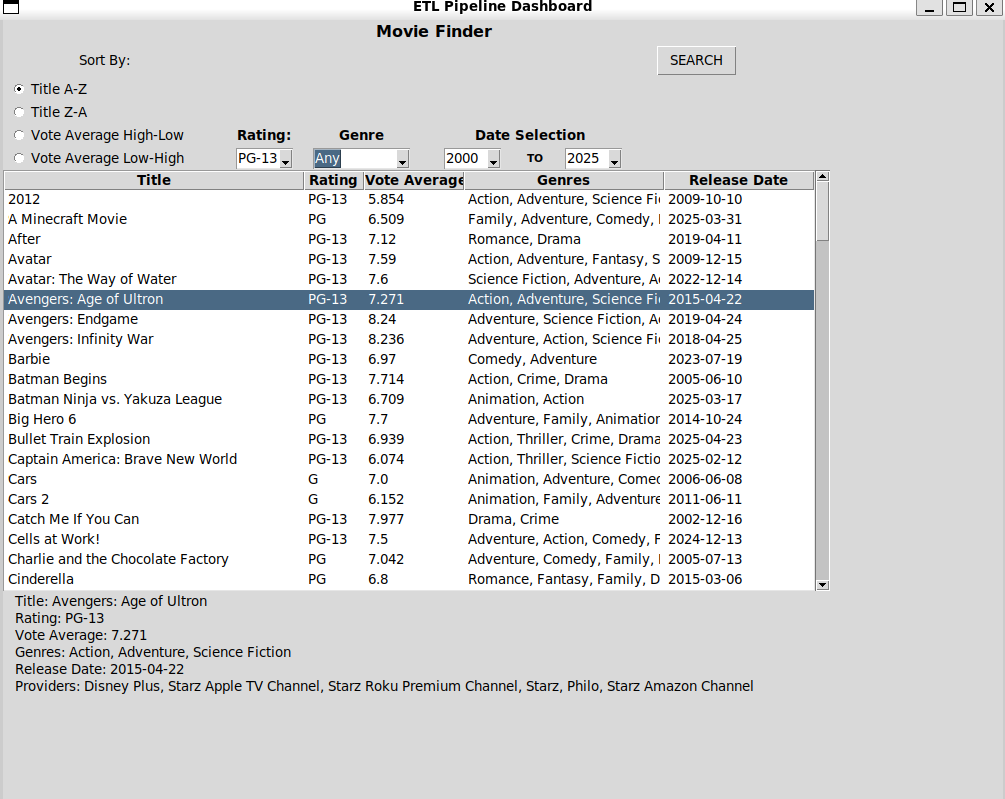 ETL Pipeline Dashboard
Movie Finder
Sort By:
SEARCH
Title A-Z
Title Z-A
Vote Average High-Low
Rating: Genre Date Selection
Vote Average Low-High
PG-13 Any 2000 TO 2025
Title Rating Vote Average Genres Release Date
2012 PG-13 5.854 Action, Adventure, Science Fi 2009-10-10
A Minecraft Movie PG 6.509 Family, Adventure, Comedy, 2025-03-31
After PG-13 7.12 Romance, Drama 2019-04-11
Avatar PG-13 7.59 Action, Adventure, Fantasy, S 2009-12-15
Avatar: The Way of Water PG-13 7.6 Science Fiction, Adventure, A 2022-12-14
Avengers: Age of Ultron PG-13 7.271 Action, Adventure, Science Fi 2015-04-22
Avengers: Endgame PG-13 8.24 Adventure, Science Fiction, A 2019-04-24
Avengers: Infinity War PG-13 8.236 Adventure, Action, Science Fi 2018-04-25
Barbie PG-13 6.97 Comedy, Adventure 2023-07-19
Batman Begins PG-13 7.714 Action, Crime, Drama 2005-06-10
Batman Ninja vs. Yakuza League PG-13 6.709 Animation, Action 2025-03-17
Big Hero 6 PG 7.7 Adventure, Family, Animation 2014-10-24
Bullet Train Explosion PG-13 6.939 Action, Thriller, Crime, Drama 2025-04-23
Captain America: Brave New World PG-13 6.074 Action, Thriller, Science Fictio 2025-02-12
Cars G 7.0 Animation, Adventure, Comed 2006-06-08
Cars 2 G 6.152 Animation, Family, Adventure 2011-06-11
Catch Me If You Can PG-13 7.977 Drama, Crime 2002-12-16
Cells at Work! PG-13 7.5 Adventure, Action, Comedy, F 2024-12-13
Charlie and the Chocolate Factory PG 7.042 Adventure, Comedy, Family, 2005-07-13
Cinderella PG 6.8 Romance, Fantasy, Family, D 2015-03-06
Title: Avengers: Age of Ultron
Rating: PG-13
Vote Average: 7.271
Genres: Action, Adventure, Science Fiction
Release Date: 2015-04-22
Providers: Disney Plus, Starz Apple TV Channel, Starz Roku Premium Channel, Starz, Philo, Starz Amazon Channel